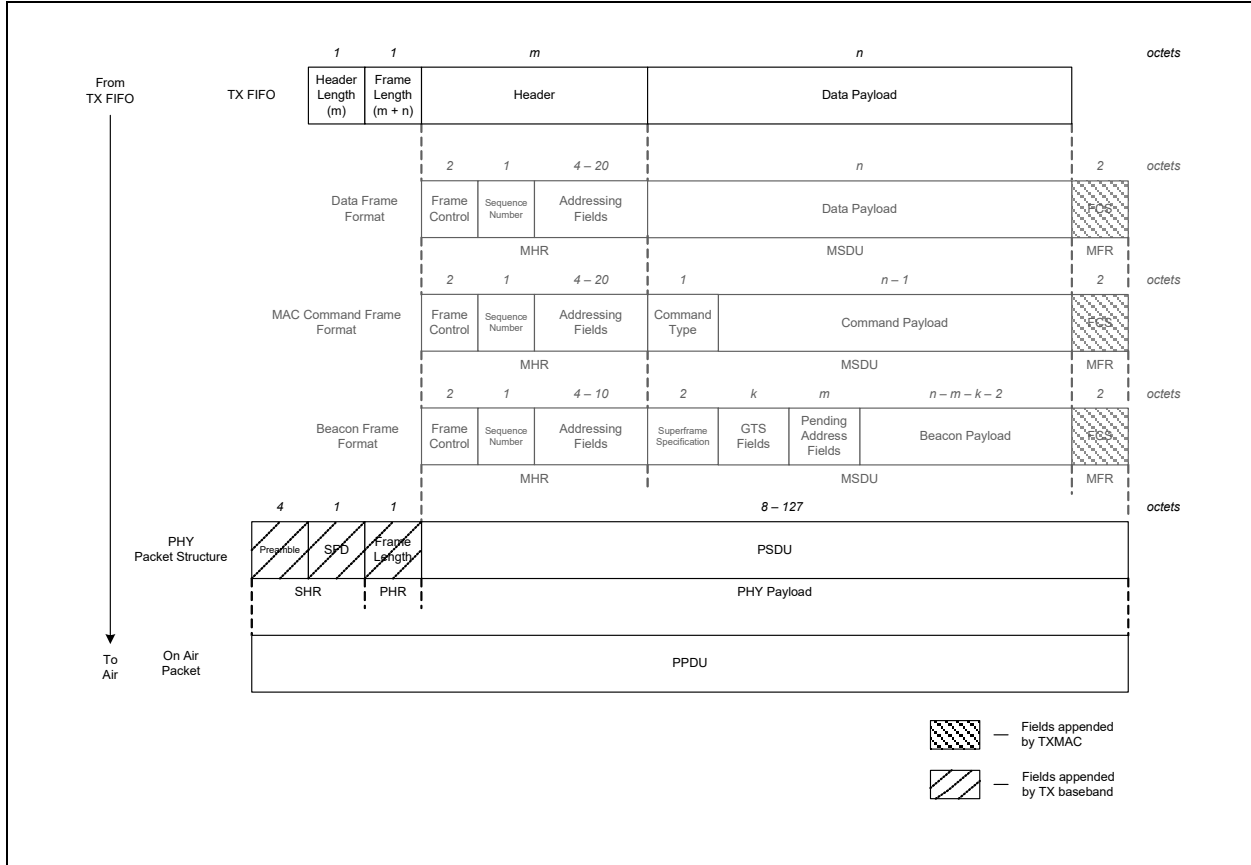 1 1 m n octets
From
TX FIFO
TX FIFO
Header
Length
(m)
Frame
Length
(m + n)
Header
Data Payload
2 1 4 – 20 n 2 octets
Data Frame
Format
Frame
Control
Sequence
Number
Addressing
Fields
Data Payload
FCS
MHR MSDU MFR
2 1 4 – 20 1 n – 1 2 octets
MAC Command Frame
Format
Frame
Control
Sequence
Number
Addressing
Fields
Command
Type
Command Payload
FCS
MHR MSDU MFR
2 1 4 – 10 2 k m n – m – k – 2 2 octets
Beacon Frame
Format
Frame
Control
Sequence
Number
Addressing
Fields
Superframe
Specification
GTS
Fields
Pending
Address
Fields
Beacon Payload
FCS
MHR MSDU MFR
4 1 1 8 – 127 octets
PHY
Packet Structure
Preamble
SFD
Frame
Length
PSDU
SHR PHR PHY Payload
To
Air
On Air
Packet
PPDU
— Fields appended
by TXMAC
— Fields appended
by TX baseband